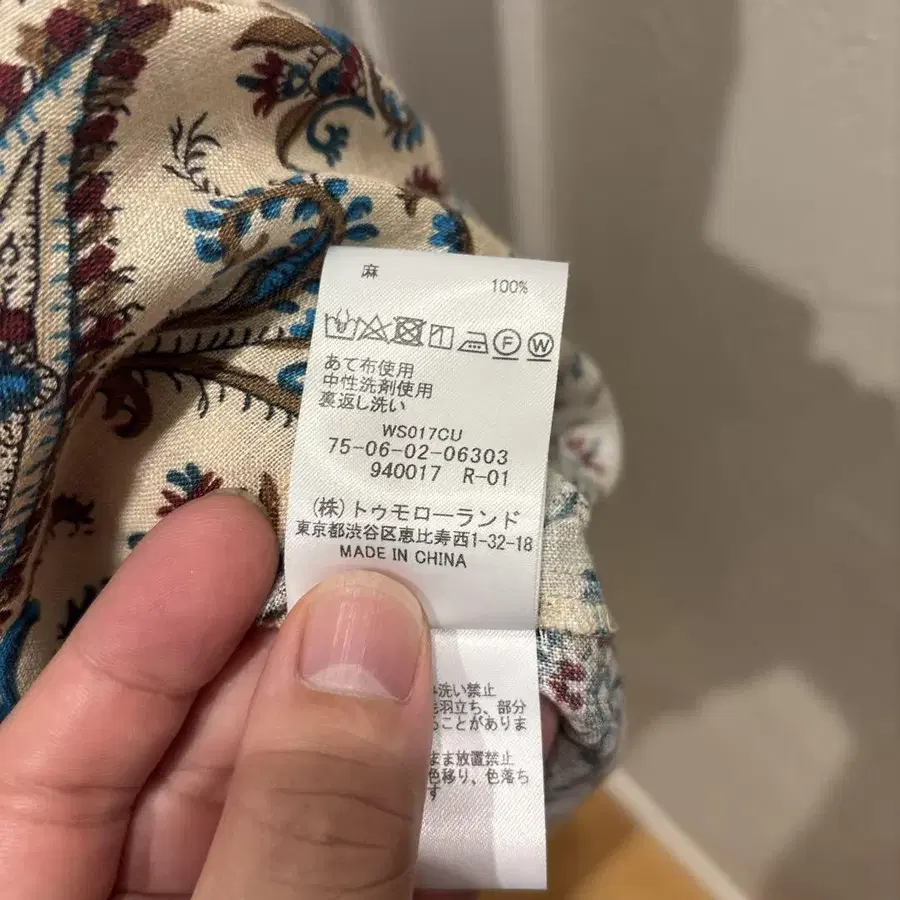 麻 100%
F W
あて布使用
中性洗剤使用
裏返し洗い
WS017CU
75-06-02-06303
940017 R-01
(株)トゥモローランド
東京都渋谷区恵比寿西1-32-18
MADE IN CHINA
洗い禁止
毛羽立ち、部分
ことがありま
まま放置禁止
色移り、色落ち
す